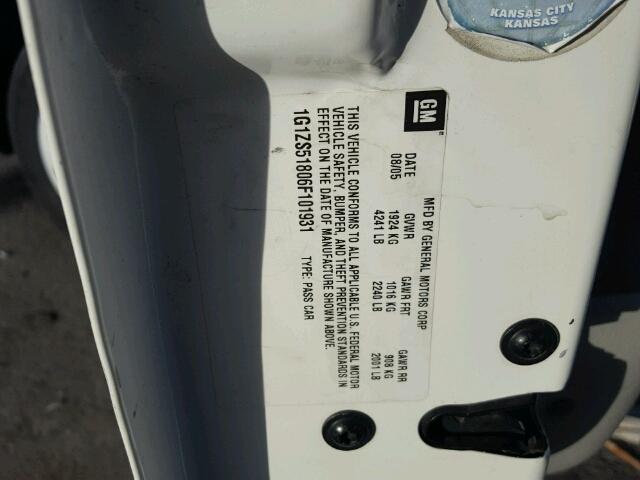 KANSAS CITY
KANSAS
GM
MFD BY GENERAL MOTORS CORP
DATE GVWR GAWR FRT GAWR RR
08/05 1924 KG 1016 KG 908 KG
4241 LB 2240 LB 2001 LB
THIS VEHICLE CONFORMS TO ALL APPLICABLE U.S. FEDERAL MOTOR
VEHICLE SAFETY, BUMPER, AND THEFT PREVENTION STANDARDS IN
EFFECT ON THE DATE OF MANUFACTURE SHOWN ABOVE.
1G1ZS51806F101931 TYPE: PASS CAR